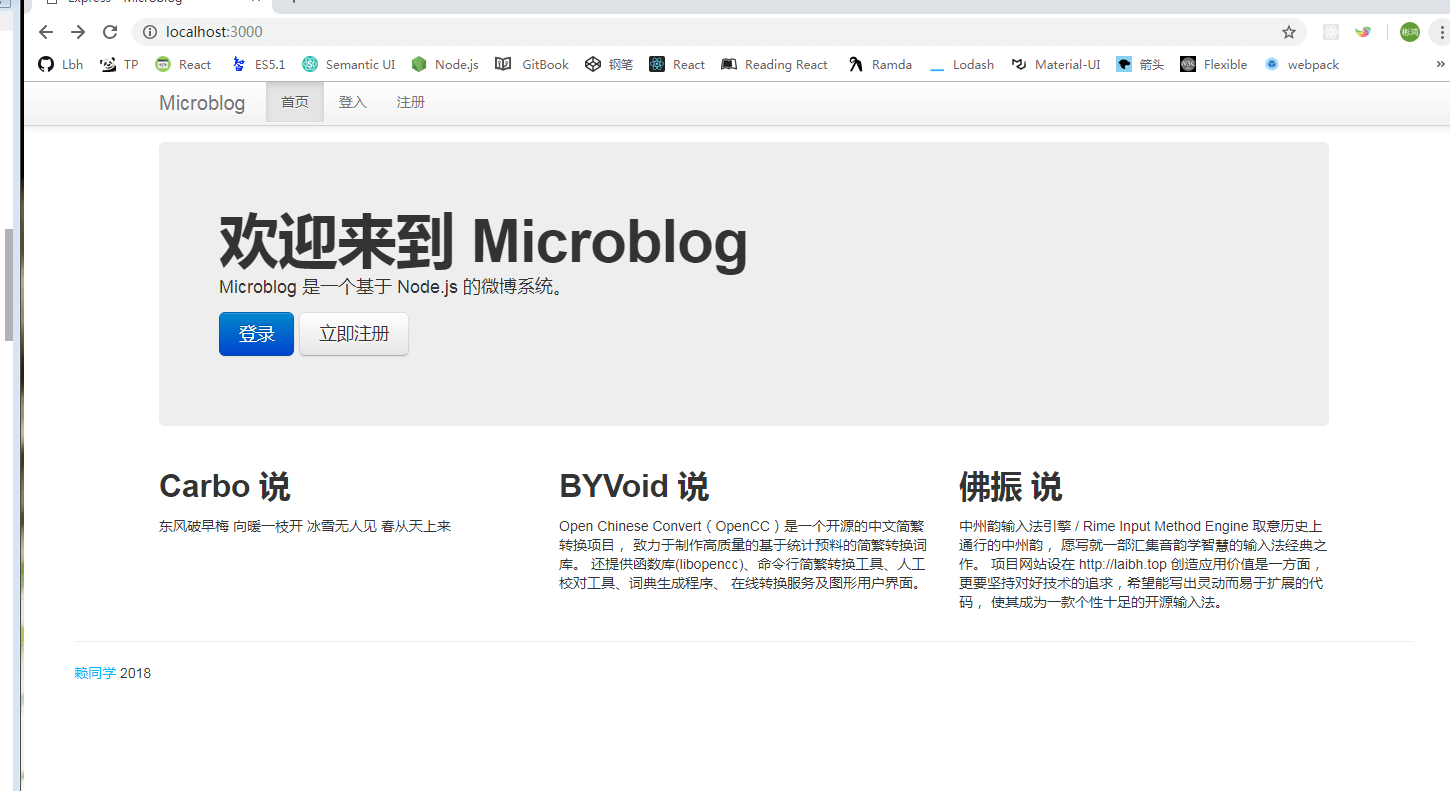 Express - Microblog
localhost:3000
彬鸿
Lbh TP React ES5.1 Semantic UI Node.js GitBook 钢笔 React Reading React Ramda Lodash Material-UI 箭头 Flexible webpack »
Microblog 首页 登入 注册
欢迎来到 Microblog
Microblog 是一个基于 Node.js 的微博系统。
登录 立即注册
Carbo 说
东风破早梅 向暖一枝开 冰雪无人见 春从天上来
BYVoid 说
Open Chinese Convert（OpenCC）是一个开源的中文简繁
转换项目， 致力于制作高质量的基于统计预料的简繁转换词
库。 还提供函数库(libopencc)、命令行简繁转换工具、人工
校对工具、词典生成程序、 在线转换服务及图形用户界面。
佛振 说
中州韵输入法引擎 / Rime Input Method Engine 取意历史上
通行的中州韵， 愿写就一部汇集音韵学智慧的输入法经典之
作。 项目网站设在 http://laibh.top 创造应用价值是一方面，
更要坚持对好技术的追求，希望能写出灵动而易于扩展的代
码， 使其成为一款个性十足的开源输入法。
赖同学 2018